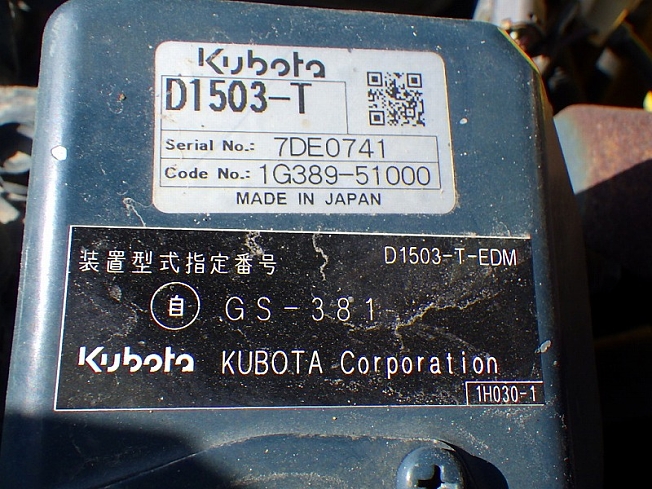 Kubota
D1503-T
Serial No.: 7DE0741
Code No.: 1G389-51000
MADE IN JAPAN
装置型式指定番号 D1503-T-EDM
自 GS-381
Kubota KUBOTA Corporation
1H030-1